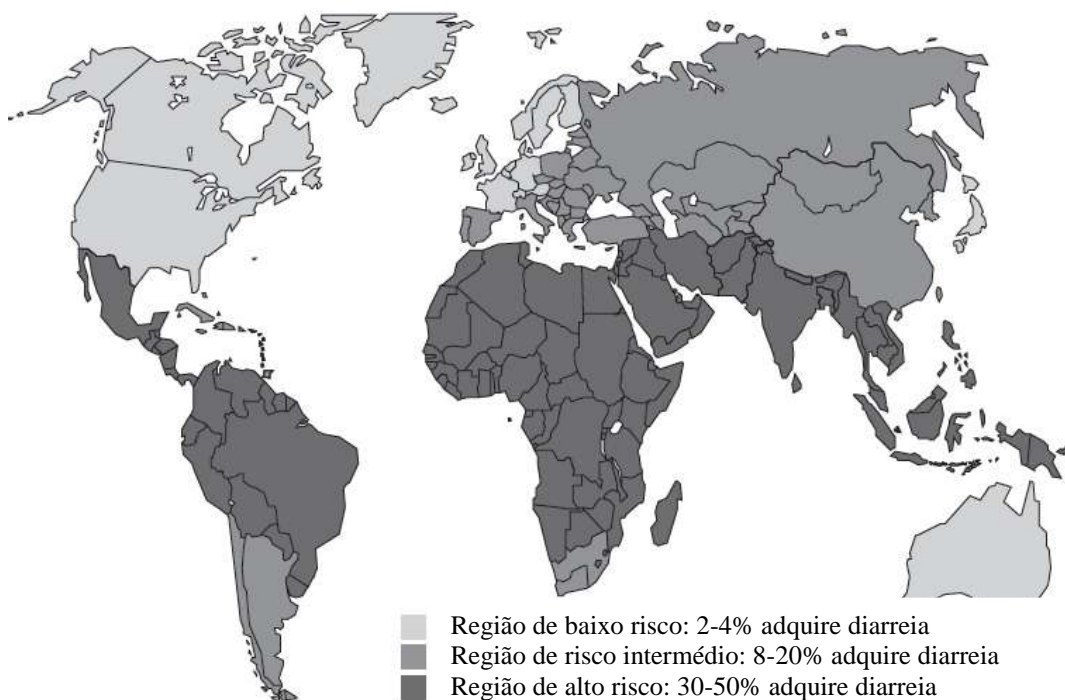 Região de baixo risco: 2-4% adquire diarreia
Região de risco intermédio: 8-20% adquire diarreia
Região de alto risco: 30-50% adquire diarreia